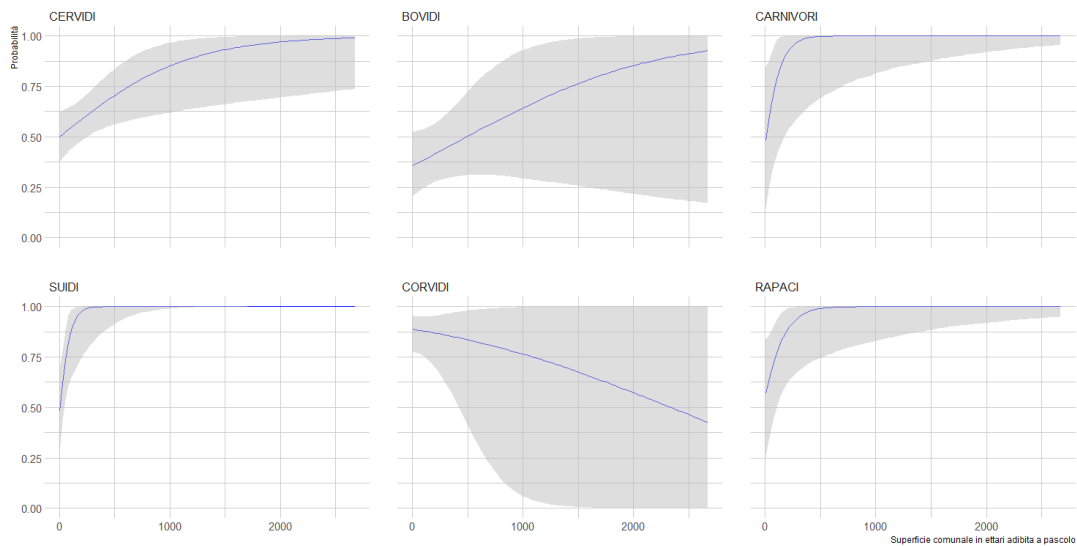 CERVIDI BOVIDI CARNIVORI
Probabilità
1.00
0.75
0.50
0.25
0.00
SUIDI CORVIDI RAPACI
1.00
0.75
0.50
0.25
0.00
0 1000 2000 0 1000 2000 0 1000 2000
Superficie comunale in ettari adibita a pascolo